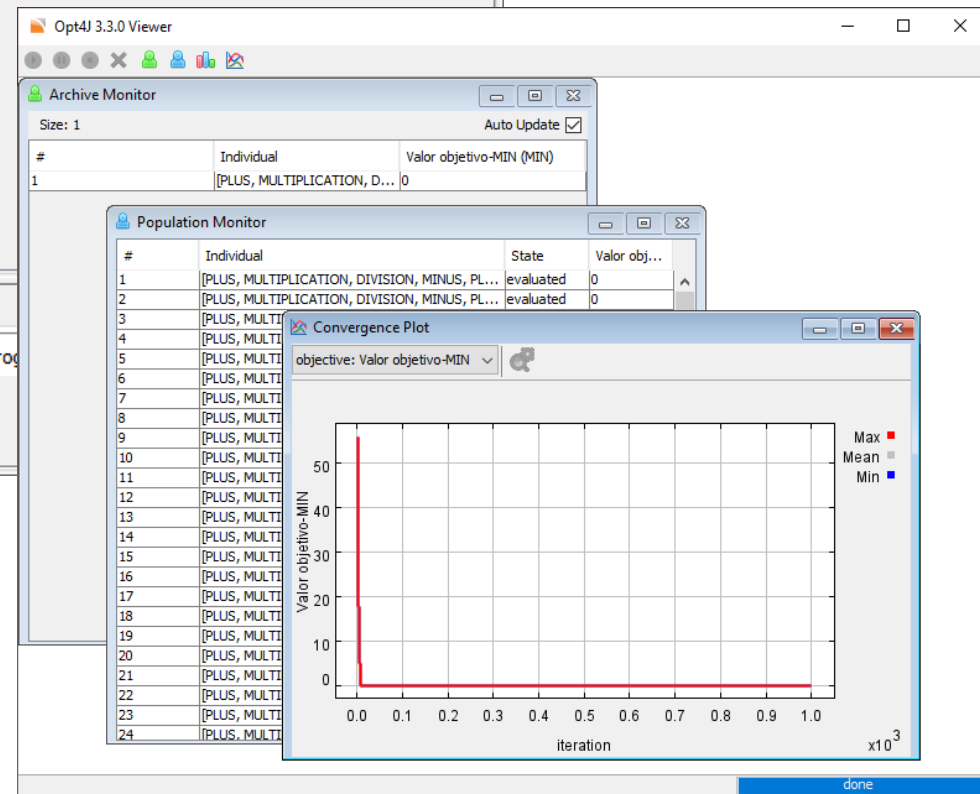 Opt4J 3.3.0 Viewer
Archive Monitor
Size: 1
Auto Update
# Individual Valor objetivo-MIN (MIN)
1 [PLUS, MULTIPLICATION, D... 0
Population Monitor
# Individual State Valor obj...
1 [PLUS, MULTIPLICATION, DIVISION, MINUS, PL... evaluated 0
2 [PLUS, MULTIPLICATION, DIVISION, MINUS, PL... evaluated 0
3 [PLUS, MULTI
4 [PLUS, MULTI
5 [PLUS, MULTI
6 [PLUS, MULTI
7 [PLUS, MULTI
8 [PLUS, MULTI
9 [PLUS, MULTI
10 [PLUS, MULTI
11 [PLUS, MULTI
12 [PLUS, MULTI
13 [PLUS, MULTI
14 [PLUS, MULTI
15 [PLUS, MULTI
16 [PLUS, MULTI
17 [PLUS, MULTI
18 [PLUS, MULTI
19 [PLUS, MULTI
20 [PLUS, MULTI
21 [PLUS, MULTI
22 [PLUS, MULTI
23 [PLUS, MULTI
24 [PLUS, MULTI
Convergence Plot
objective: Valor objetivo-MIN
Max
Mean
Min
Valor objetivo-MIN
50
40
30
20
10
0
0.0 0.1 0.2 0.3 0.4 0.5 0.6 0.7 0.8 0.9 1.0
iteration
x10^3
done